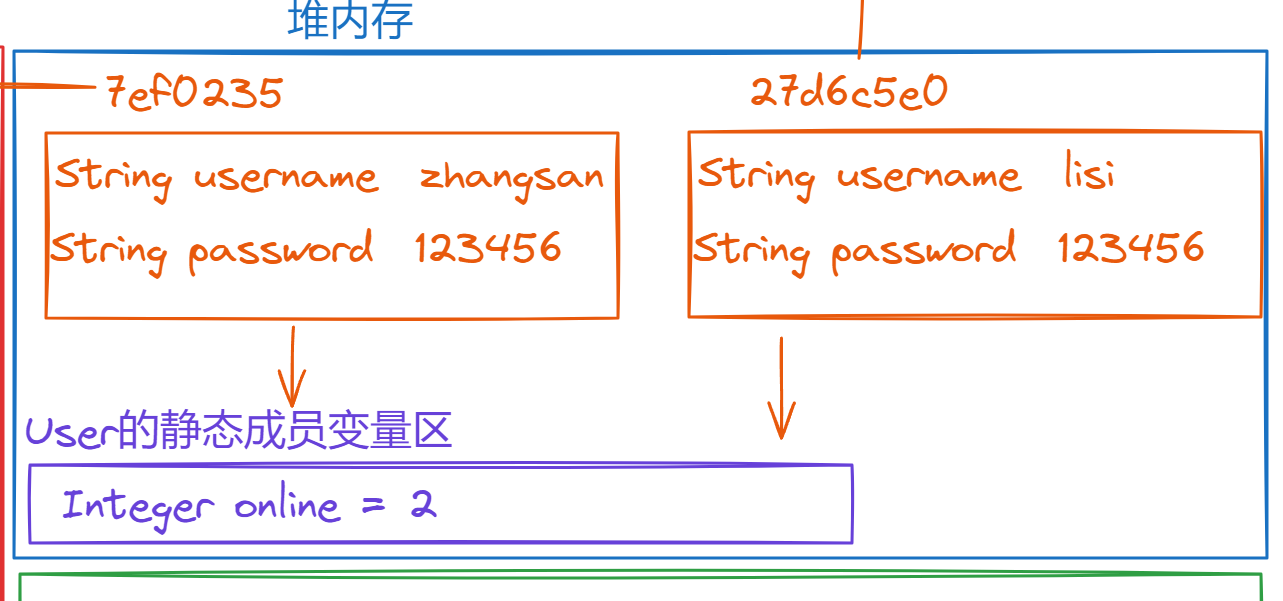 堆内存
7ef0235
27d6c5e0
String username zhangsan
String password 123456
String username lisi
String password 123456
User的静态成员变量区
Integer online = 2